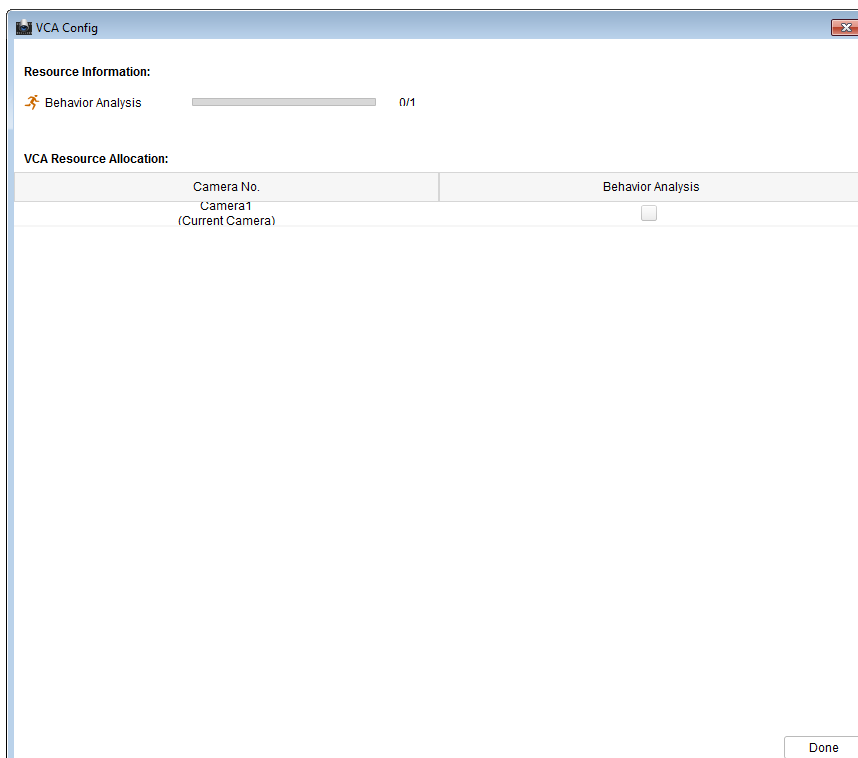 VCA Config
Resource Information:
Behavior Analysis 0/1
VCA Resource Allocation:
Camera No. Behavior Analysis
Camera1
(Current Camera)
Done